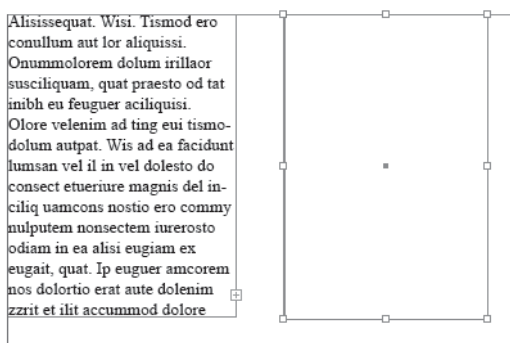 Alisissequat. Wisi. Tismod ero
conullum aut lor aliquissi.
Onummolorem dolum irillaor
susciliquam, quat praesto od tat
inibh eu feuguer aciliquisi.
Olore velenim ad ting eui tismo-
dolum autpat. Wis ad ea facidunt
lumsan vel il in vel dolesto do
consect etueriure magnis del in-
ciliq uamcons nostio ero commy
nulputem nonsectem iurerosto
odiam in ea alisi eugiam ex
eugait, quat. Ip euguer amcorem
nos dolortio erat aute dolenim
zzrit et ilit accummod dolore